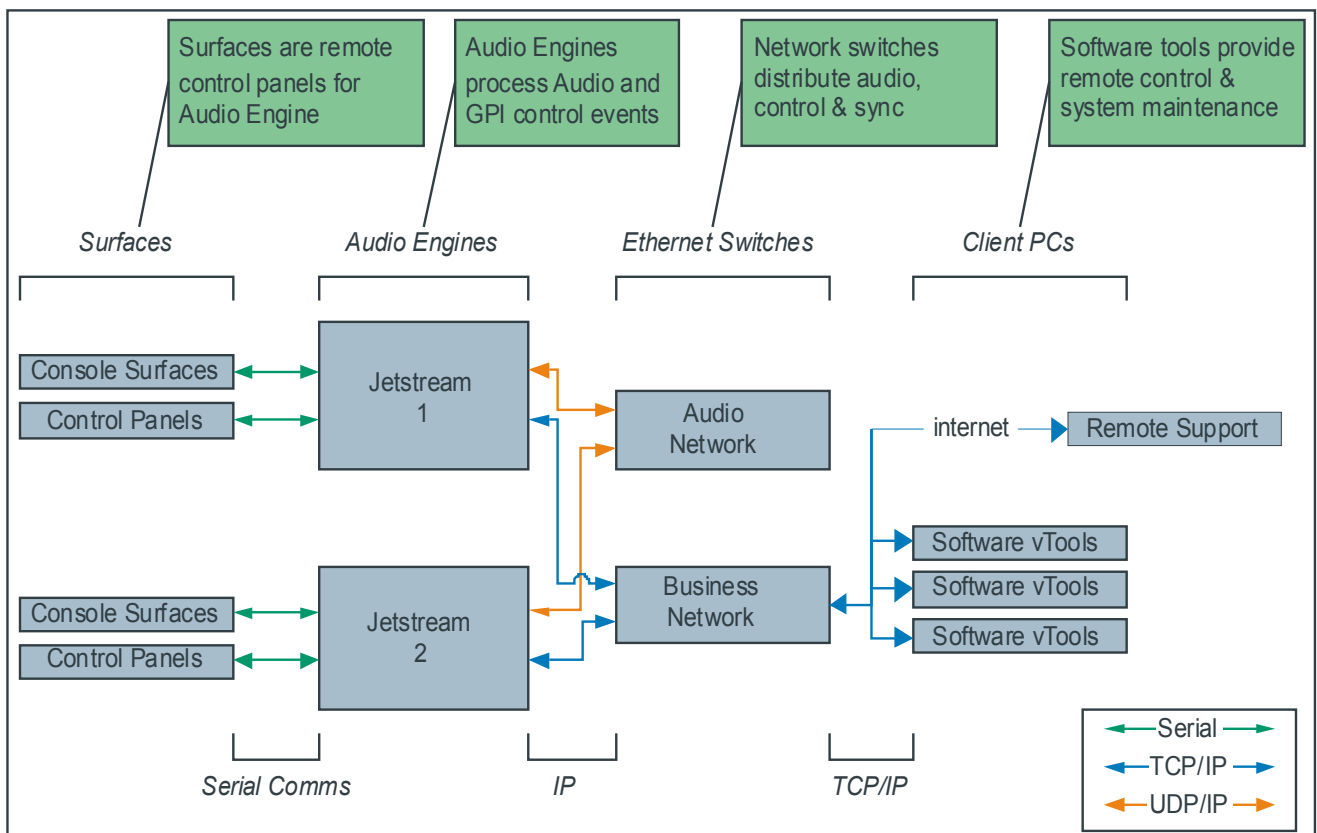 Surfaces are remote
control panels for
Audio Engine
Audio Engines
process Audio and
GPI control events
Network switches
distribute audio,
control & sync
Software tools provide
remote control &
system maintenance
Surfaces
Audio Engines
Ethernet Switches
Client PCs
Console Surfaces
Control Panels
Jetstream
1
Audio
Network
internet
Remote Support
Software vTools
Software vTools
Software vTools
Console Surfaces
Control Panels
Jetstream
2
Business
Network
Serial Comms
IP
TCP/IP
Serial
TCP/IP
UDP/IP